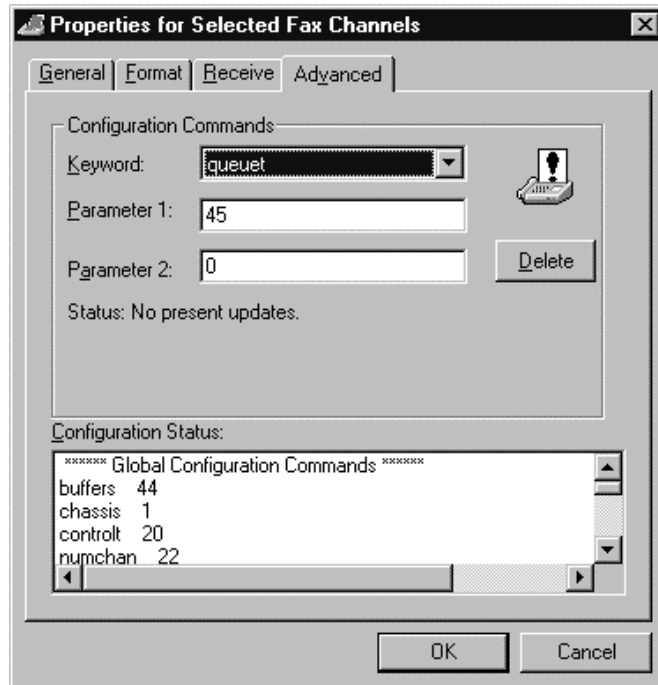 Properties for Selected Fax Channels
General Format Receive Advanced
Configuration Commands
Keyword: queuet
Parameter 1: 45
Parameter 2: 0
Delete
Status: No present updates.
Configuration Status:
****** Global Configuration Commands ******
buffers 44
chassis 1
controlt 20
numchan 22
OK Cancel